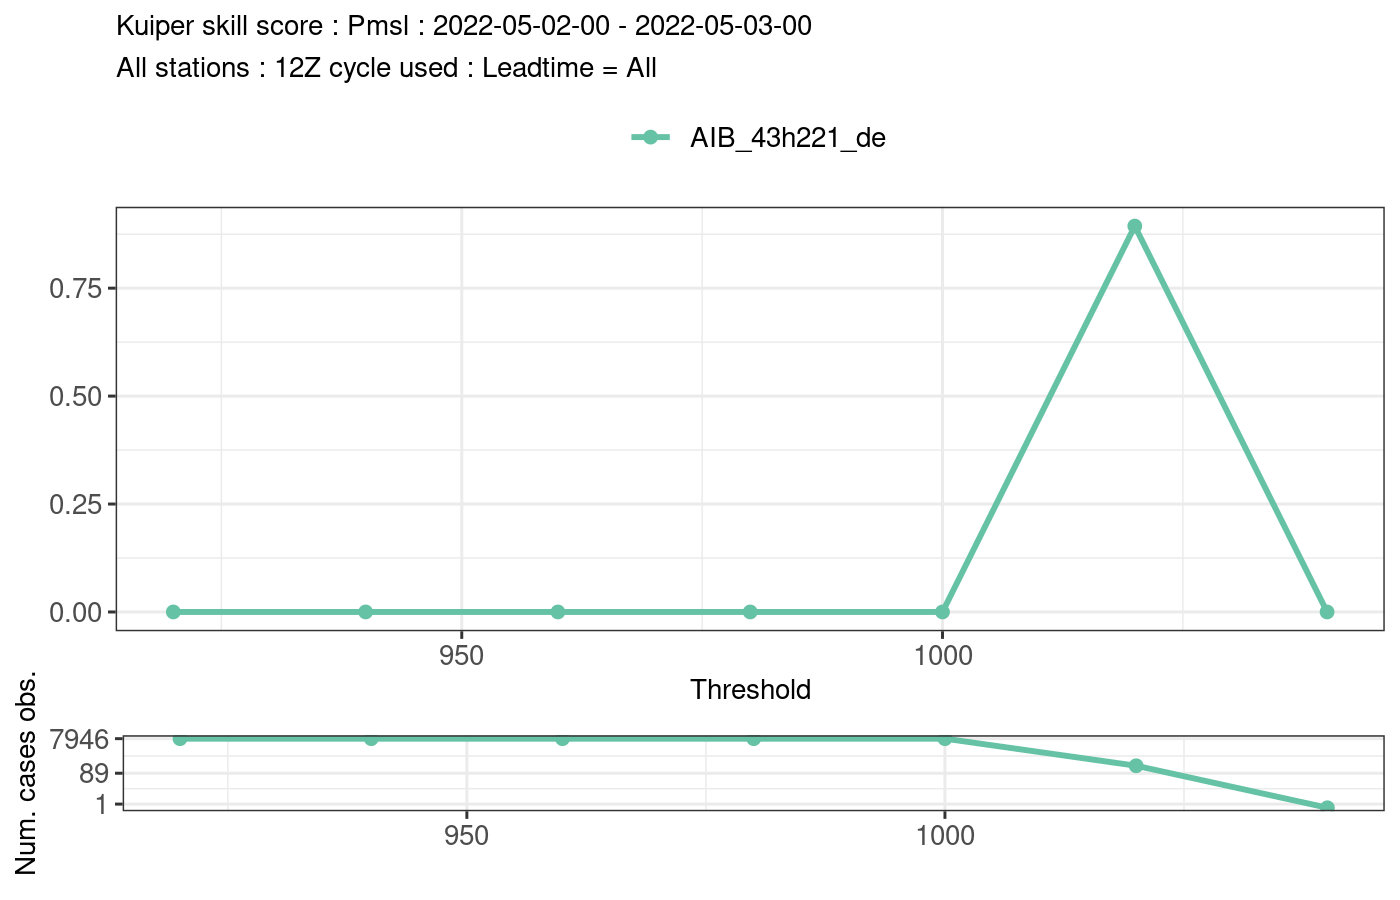 Kuiper skill score : Pmsl : 2022-05-02-00 - 2022-05-03-00
All stations : 12Z cycle used : Leadtime = All
AIB_43h221_de
0.75
0.50
0.25
0.00
950 1000
Threshold
Num. cases obs.
7946
89
1
950 1000